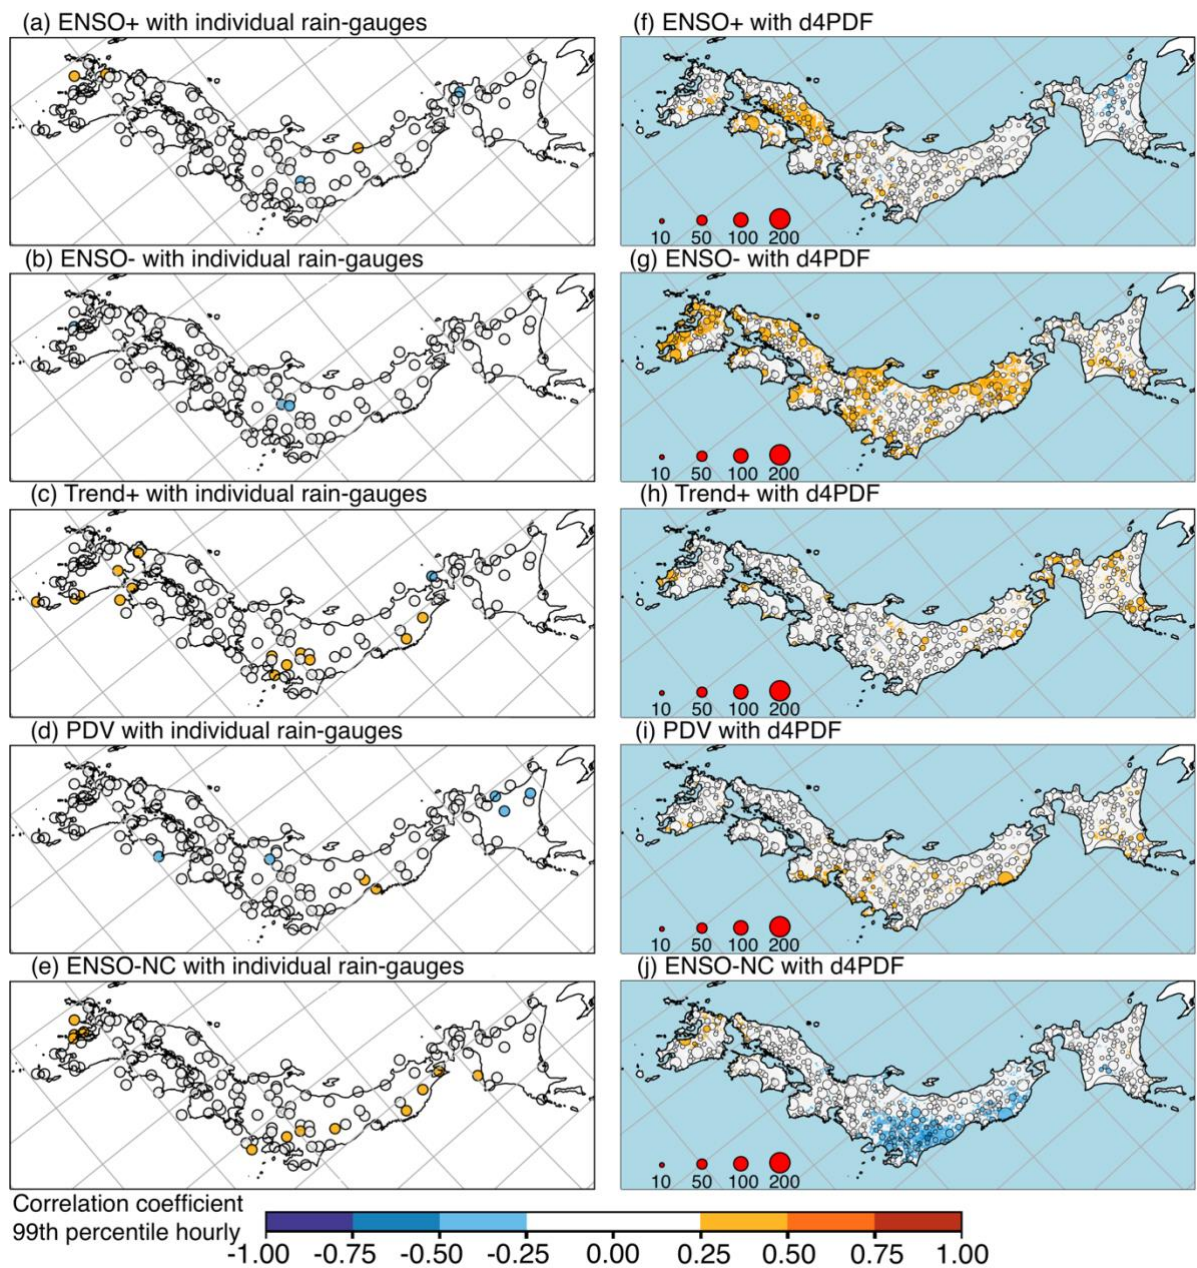 (a) ENSO+ with individual rain-gauges
(f) ENSO+ with d4PDF
10 50 100 200
(b) ENSO- with individual rain-gauges
(g) ENSO- with d4PDF
10 50 100 200
(c) Trend+ with individual rain-gauges
(h) Trend+ with d4PDF
10 50 100 200
(d) PDV with individual rain-gauges
(i) PDV with d4PDF
10 50 100 200
(e) ENSO-NC with individual rain-gauges
(j) ENSO-NC with d4PDF
10 50 100 200
Correlation coefficient
99th percentile hourly
-1.00 -0.75 -0.50 -0.25 0.00 0.25 0.50 0.75 1.00